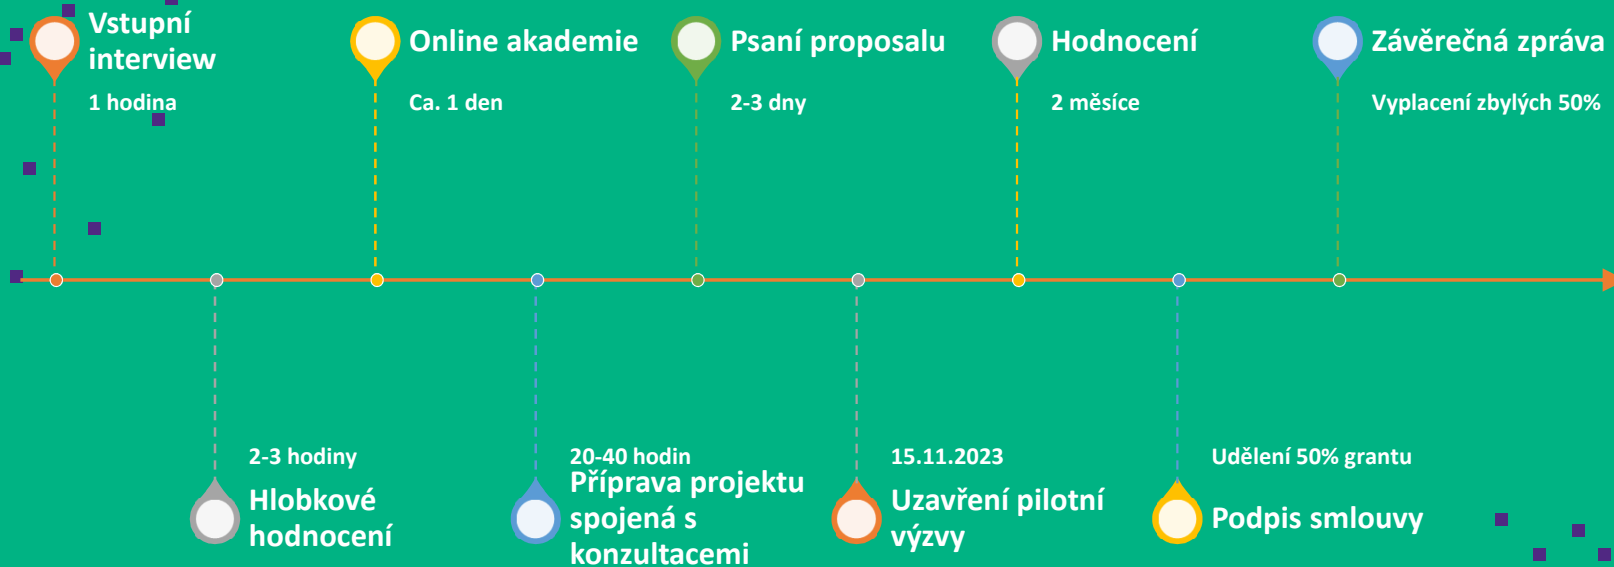 Vstupní
interview
1 hodina
Online akademie
Ca. 1 den
Psaní proposalu
2-3 dny
Hodnocení
2 měsíce
Závěrečná zpráva
Vyplacení zbylých 50%
2-3 hodiny
Hlobkové
hodnocení
20-40 hodin
Příprava projektu
spojená s
konzultacemi
15.11.2023
Uzavření pilotní
výzvy
Udělení 50% grantu
Podpis smlouvy